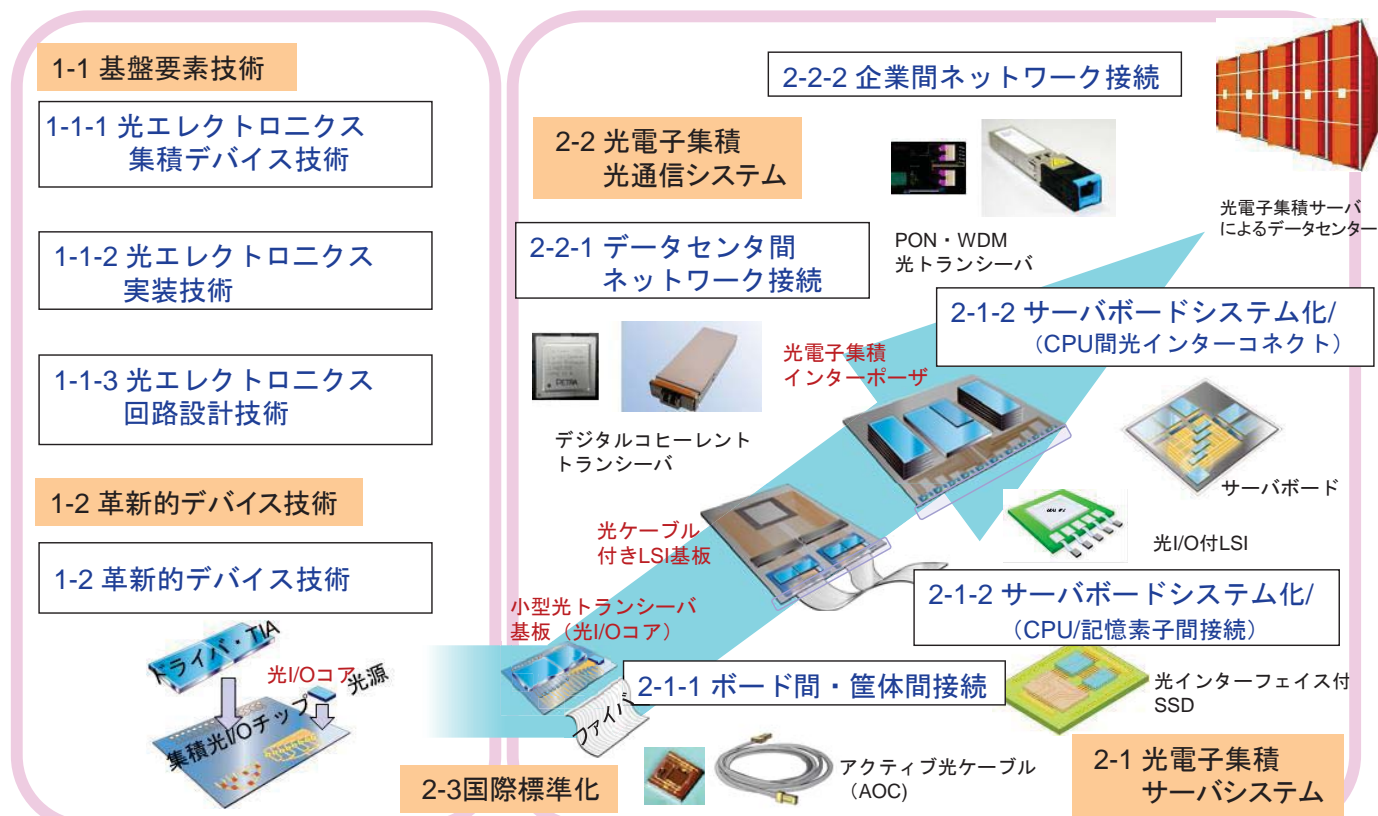 1-1 基盤要素技術
1-1-1 光エレクトロニクス
集積デバイス技術
1-1-2 光エレクトロニクス
実装技術
1-1-3 光エレクトロニクス
回路設計技術
1-2 革新的デバイス技術
1-2 革新的デバイス技術
ドライバ・TIA
光I/Oコア
光源
集積光I/Oチップ
2-3国際標準化
2-2-2 企業間ネットワーク接続
2-2 光電子集積
光通信システム
PON・WDM
光トランシーバ
光電子集積サーバ
によるデータセンター
2-2-1 データセンタ間
ネットワーク接続
PETRA
デジタルコヒーレント
トランシーバ
2-1-2 サーバボードシステム化/
（CPU間光インターコネクト）
光電子集積
インターポーザ
サーバボード
光ケーブル
付きLSI基板
光I/O付LSI
2-1-2 サーバボードシステム化/
（CPU/記憶素子間接続）
小型光トランシーバ
基板（光I/Oコア）
ファイバ
2-1-1 ボード間・筐体間接続
光インターフェイス付
SSD
アクティブ光ケーブル
（AOC)
2-1 光電子集積
サーバシステム